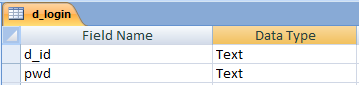 d_login
Field Name Data Type
d_id Text
pwd Text